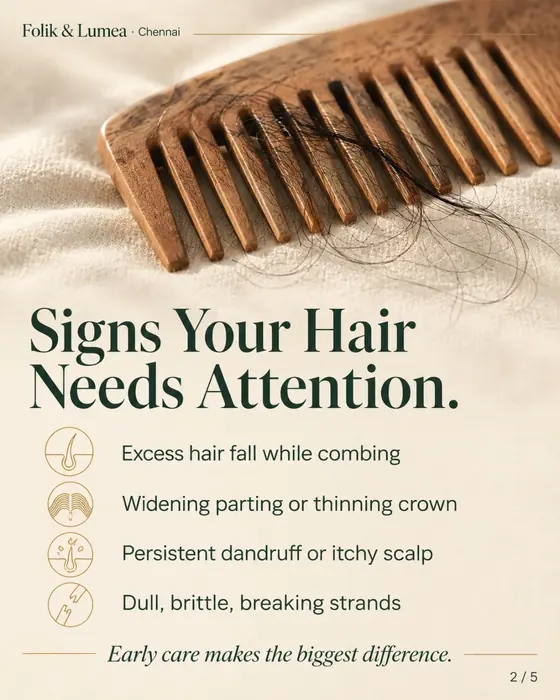 Folik & Lumea · Chennai
Signs Your Hair
Needs Attention.
Excess hair fall while combing
Widening parting or thinning crown
Persistent dandruff or itchy scalp
Dull, brittle, breaking strands
Early care makes the biggest difference.
2 / 5